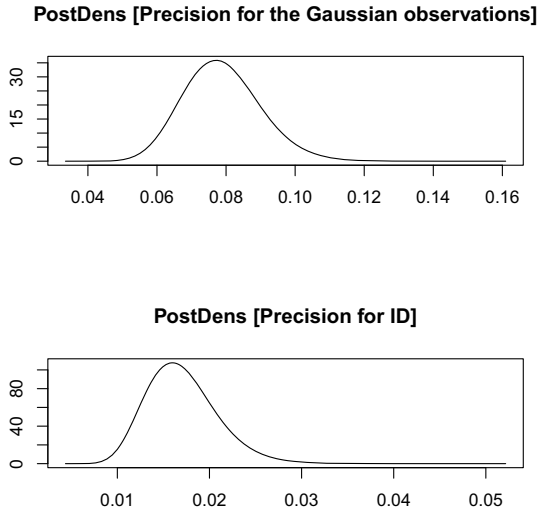 PostDens [Precision for the Gaussian observations]
30
15
0
0.04 0.06 0.08 0.10 0.12 0.14 0.16
PostDens [Precision for ID]
80
40
0
0.01 0.02 0.03 0.04 0.05